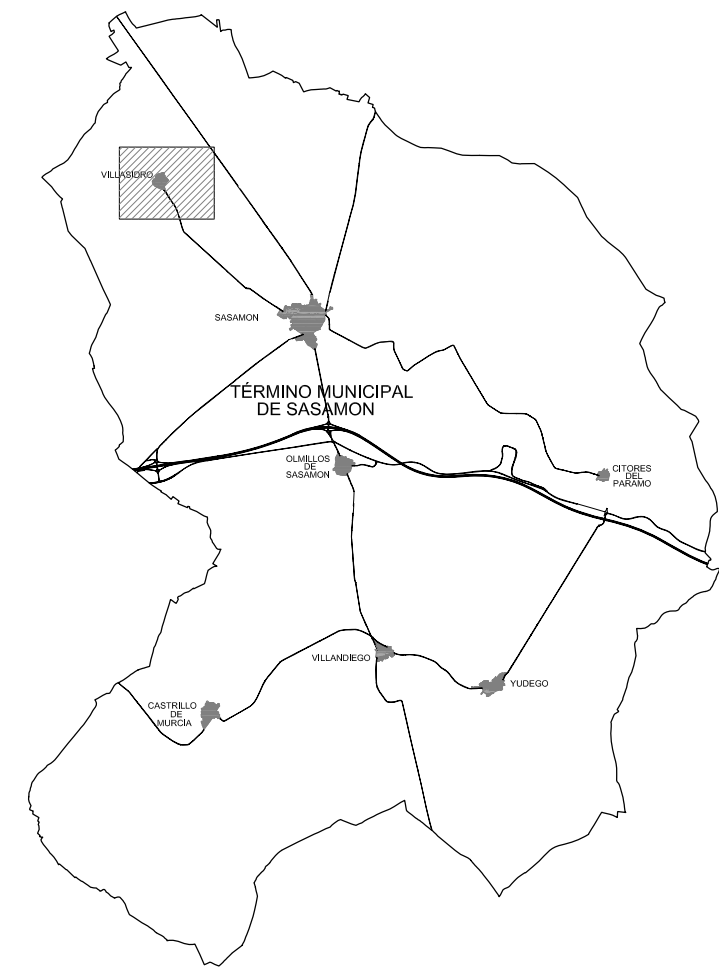 VILLASIDRO
SASAMON
TÉRMINO MUNICIPAL
DE SASAMON
OLMILLOS
DE
SASAMON
CITORES
DEL
PARAMO
VILLANDIEGO
YUDEGO
CASTRILLO
DE
MURCIA